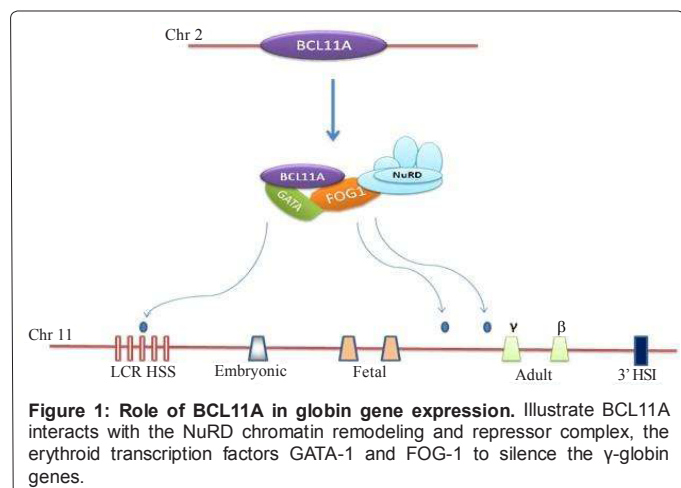 Chr 2
BCL11A
BCL11A
GATA
FOG1
NuRD
γ β
Chr 11
LCR HSS Embryonic Fetal Adult 3' HSI
Figure 1: Role of BCL11A in globin gene expression. Illustrate BCL11A
interacts with the NuRD chromatin remodeling and repressor complex, the
erythroid transcription factors GATA-1 and FOG-1 to silence the γ-globin
genes.